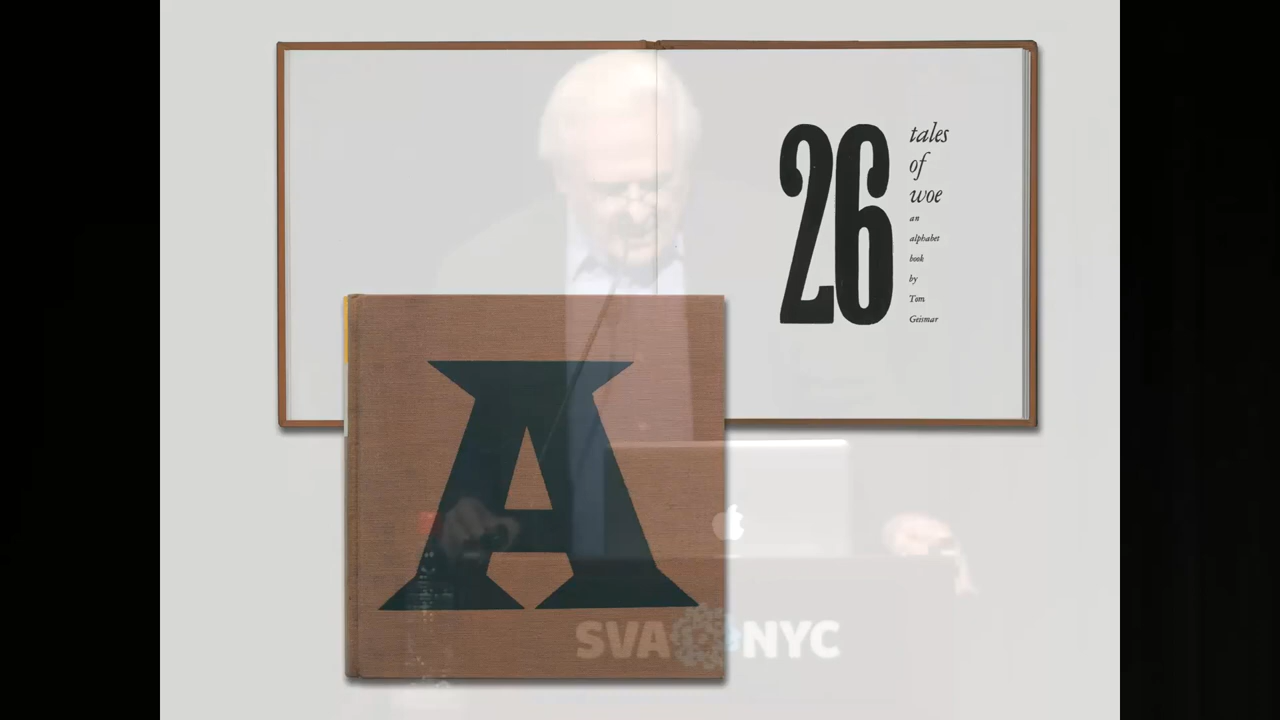 26
tales
of
woe
an
alphabet
book
by
Tom
Geismar
A
SVA NYC